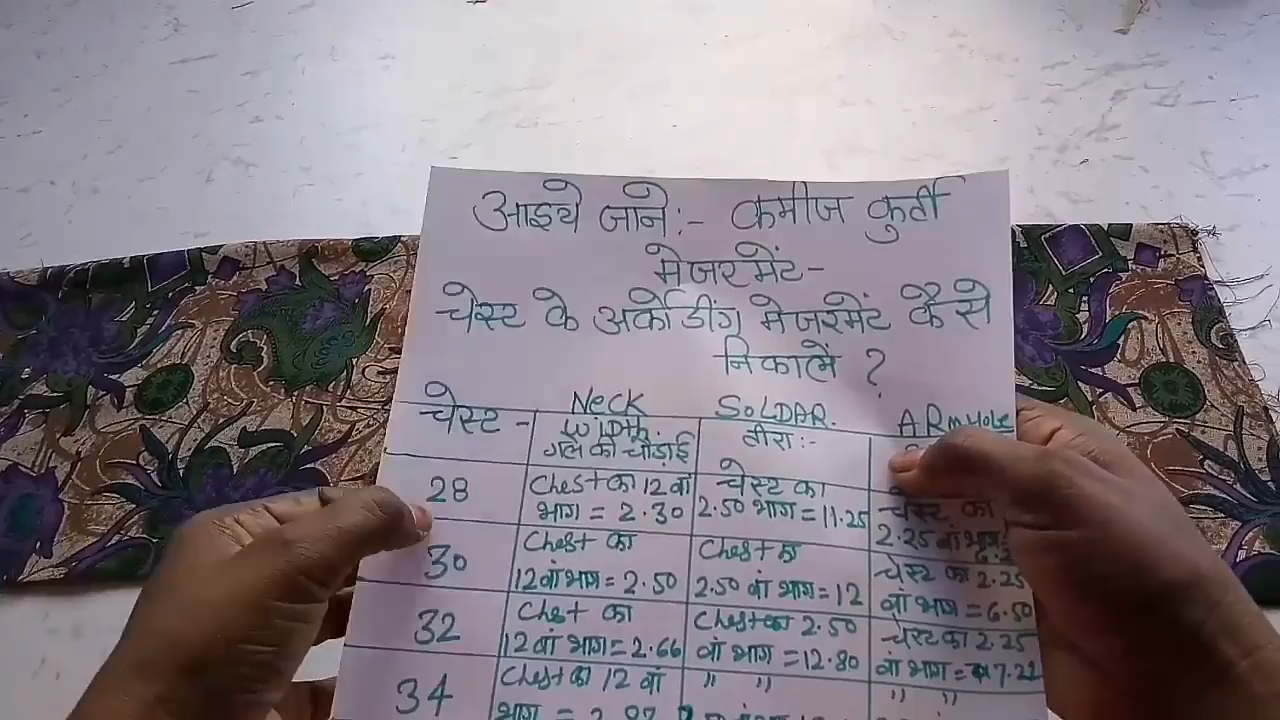 आइये जाने:- कमीज कुर्ती
मेजरमेंट-
चेस्ट के अर्कोडींग मेजरमेंट कैसे
निकालें ?
चेस्ट -
NecK
WIDth
गले की चौड़ाई
SoLDAR.
तीरा:-
ARmHole
28
Chest का 12 वां
भाग = 2.30
चेस्ट का
2.50 भाग = 11.25
चेस्ट का
2.25 वां भाग
30
Chest का
12 वां भाग = 2.50
Chest का
2.50 वां भाग = 12
चेस्ट का 2.25
वां भाग = 6.50
32
Chest का
12 वां भाग = 2.66
Chest का 2.50
वां भाग = 12.80
चेस्ट का 2.25
वां भाग = 7.22
34
Chest का 12 वां
भाग =
" "
" "